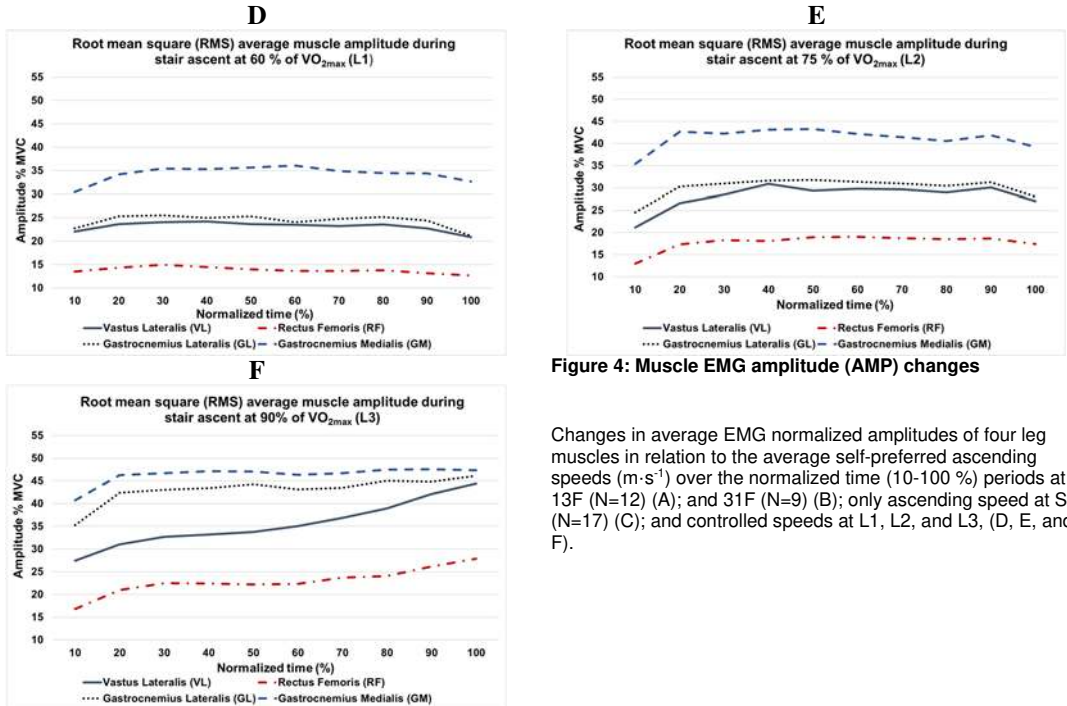 D
Root mean square (RMS) average muscle amplitude during
stair ascent at 60 % of VO2max (L1)
Amplitude % MVC
55
50
45
40
35
30
25
20
15
10
10 20 30 40 50 60 70 80 90 100
Normalized time (%)
Vastus Lateralis (VL) Rectus Femoris (RF)
Gastrocnemius Lateralis (GL) Gastrocnemius Medialis (GM)
E
Root mean square (RMS) average muscle amplitude during
stair ascent at 75 % of VO2max (L2)
Amplitude % MVC
55
50
45
40
35
30
25
20
15
10
10 20 30 40 50 60 70 80 90 100
Normalized time (%)
Vastus Lateralis (VL) Rectus Femoris (RF)
Gastrocnemius Lateralis (GL) Gastrocnemius Medialis (GM)
F
Root mean square (RMS) average muscle amplitude during
stair ascent at 90% of VO2max (L3)
Amplitude % MVC
55
50
45
40
35
30
25
20
15
10
10 20 30 40 50 60 70 80 90 100
Normalized time (%)
Vastus Lateralis (VL) Rectus Femoris (RF)
Gastrocnemius Lateralis (GL) Gastrocnemius Medialis (GM)
Figure 4: Muscle EMG amplitude (AMP) changes
Changes in average EMG normalized amplitudes of four leg
muscles in relation to the average self-preferred ascending
speeds (m·s-1) over the normalized time (10-100 %) periods at
13F (N=12) (A); and 31F (N=9) (B); only ascending speed at S
(N=17) (C); and controlled speeds at L1, L2, and L3, (D, E, and
F).